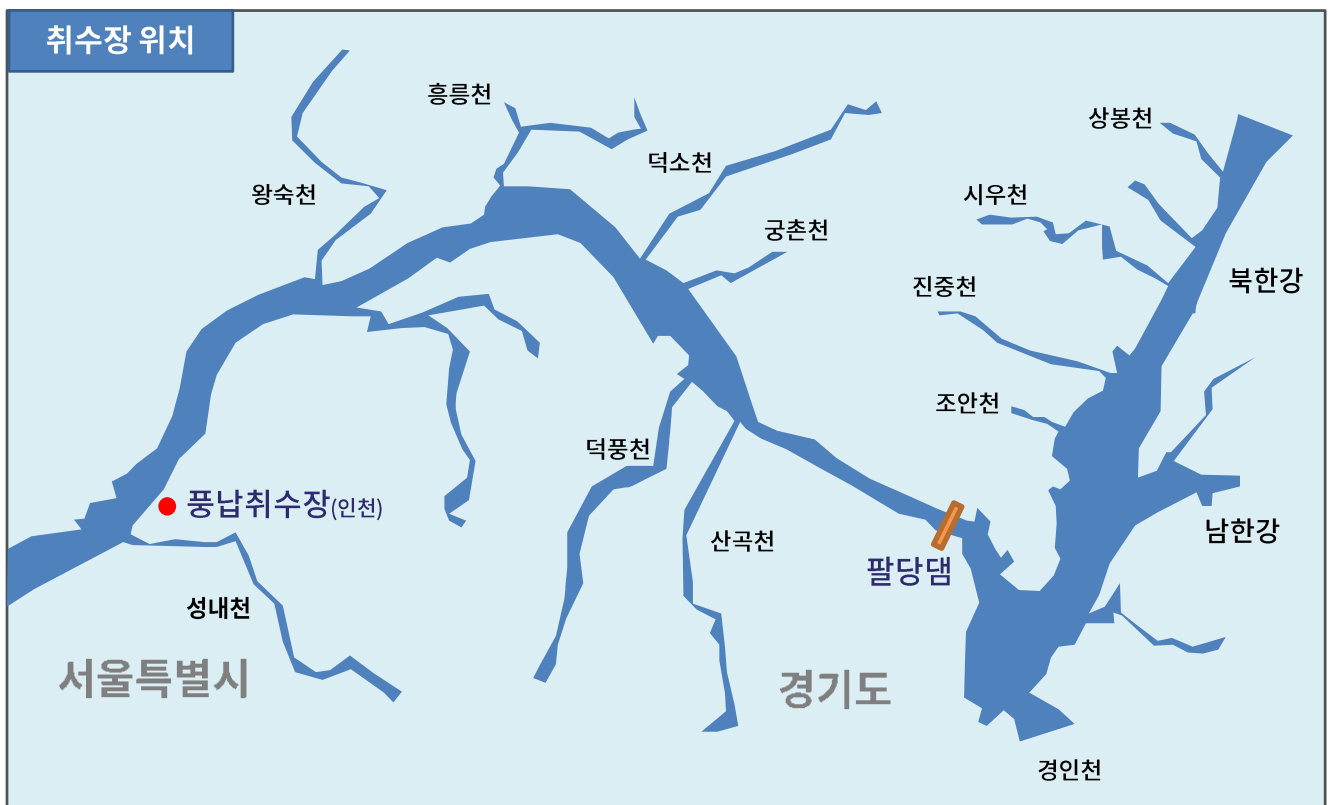 취수장 위치
흥릉천
상봉천
덕소천
왕숙천
시우천
궁촌천
북한강
진중천
조안천
덕풍천
풍납취수장(인천)
남한강
산곡천
팔당댐
성내천
서울특별시
경기도
경인천